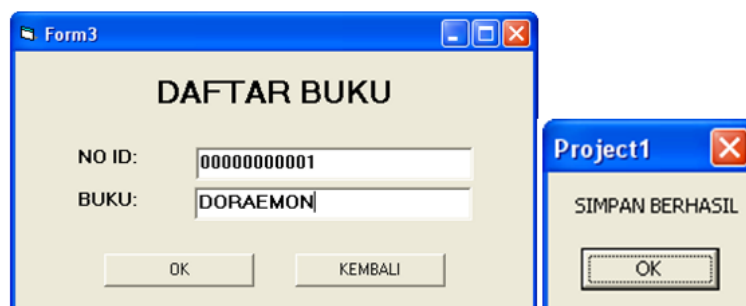 Form3
DAFTAR BUKU
NO ID: 00000000001
BUKU: DORAEMON
OK KEMBALI
Project1
SIMPAN BERHASIL
OK